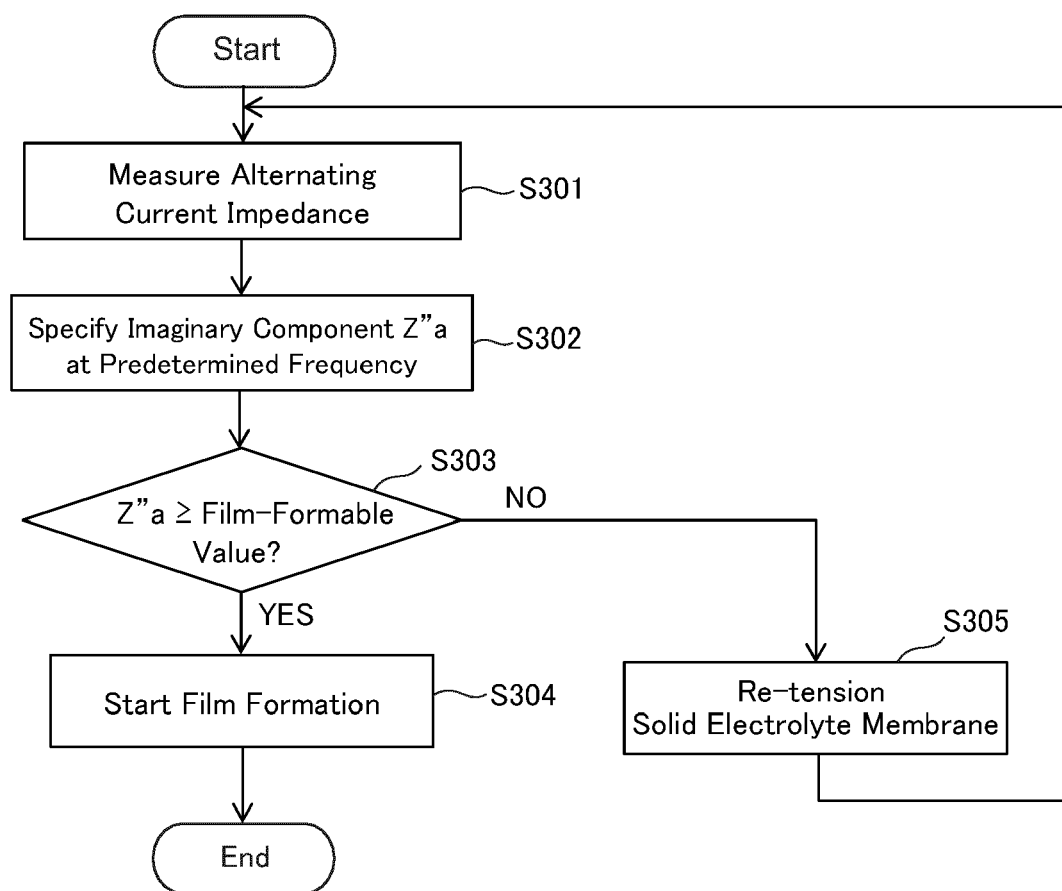 Start
Measure Alternating
Current Impedance
S301
Specify Imaginary Component Z”a
at Predetermined Frequency
S302
S303
Z”a ≥ Film-Formable
Value?
NO
YES
Start Film Formation
S304
S305
Re-tension
Solid Electrolyte Membrane
End